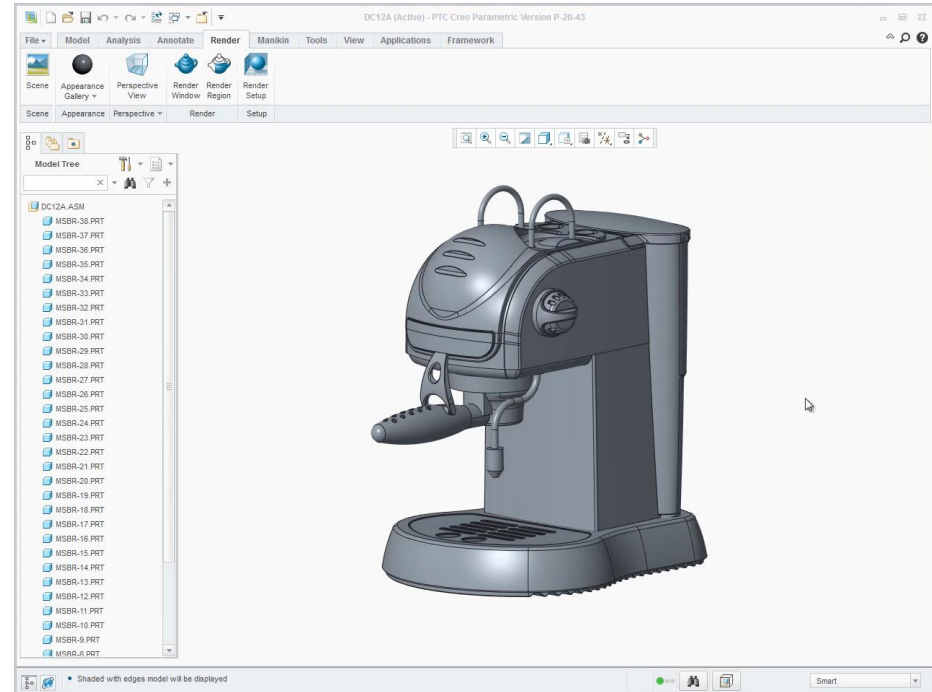 DC12A (Active) - PTC Creo Parametric Version P-20-43
File Model Analysis Annotate Render Manikin Tools View Applications Framework
Scene
Appearance Gallery
Perspective View
Render Window
Render Region
Render Setup
Scene Appearance Perspective Render Setup
Model Tree
DC12A.ASM
MSBR-38.PRT
MSBR-37.PRT
MSBR-36.PRT
MSBR-35.PRT
MSBR-34.PRT
MSBR-33.PRT
MSBR-32.PRT
MSBR-31.PRT
MSBR-30.PRT
MSBR-29.PRT
MSBR-28.PRT
MSBR-27.PRT
MSBR-26.PRT
MSBR-25.PRT
MSBR-24.PRT
MSBR-23.PRT
MSBR-22.PRT
MSBR-21.PRT
MSBR-20.PRT
MSBR-19.PRT
MSBR-18.PRT
MSBR-17.PRT
MSBR-16.PRT
MSBR-15.PRT
MSBR-14.PRT
MSBR-13.PRT
MSBR-12.PRT
MSBR-11.PRT
MSBR-10.PRT
MSBR-9.PRT
MSBR-8.PRT
Shaded with edges model will be displayed
Smart